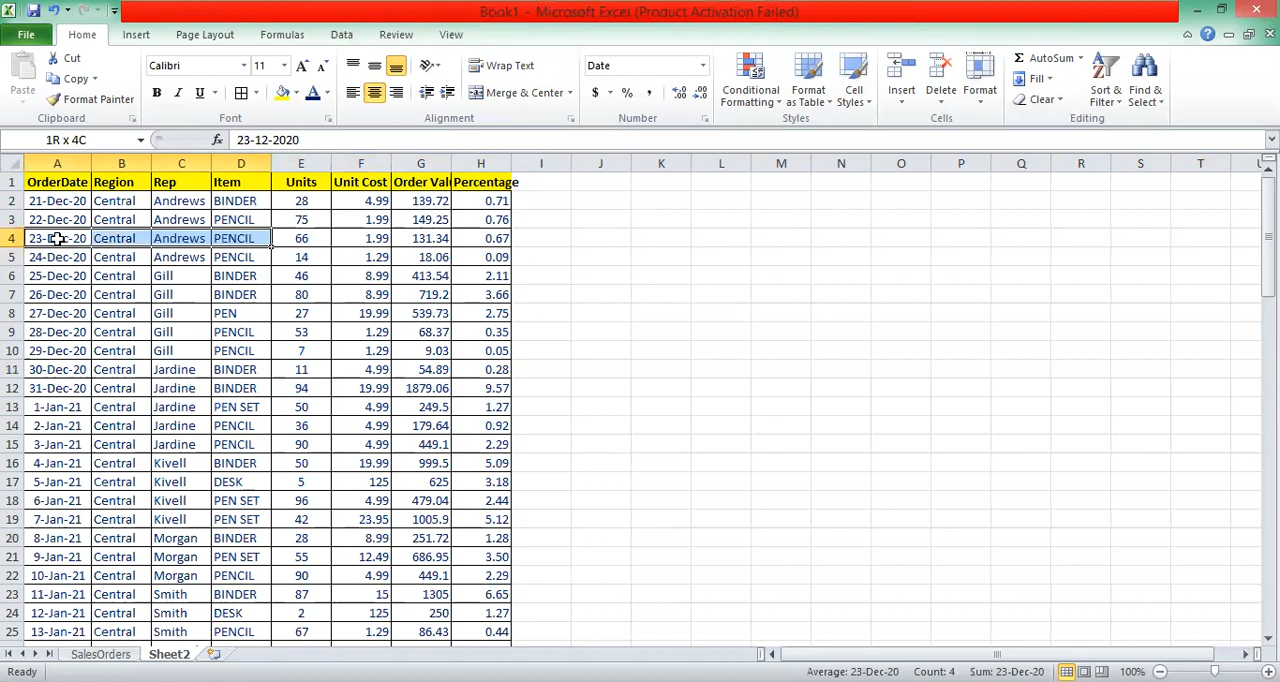 Book1 - Microsoft Excel (Product Activation Failed)
File Home Insert Page Layout Formulas Data Review View
Paste Cut Copy Format Painter Clipboard
Calibri 11 B I U A Font
Wrap Text Merge & Center Alignment
Date $ % , Number
Conditional Formatting Format as Table Cell Styles Styles
Insert Delete Format Cells
Σ AutoSum Fill Clear Sort & Filter Find & Select Editing
1R x 4C fx 23-12-2020
A B C D E F G H I J K L M N O P Q R S T U
1 OrderDate Region Rep Item Units Unit Cost Order Val Percentage
2 21-Dec-20 Central Andrews BINDER 28 4.99 139.72 0.71
3 22-Dec-20 Central Andrews PENCIL 75 1.99 149.25 0.76
4 23-Dec-20 Central Andrews PENCIL 66 1.99 131.34 0.67
5 24-Dec-20 Central Andrews PENCIL 14 1.29 18.06 0.09
6 25-Dec-20 Central Gill BINDER 46 8.99 413.54 2.11
7 26-Dec-20 Central Gill BINDER 80 8.99 719.2 3.66
8 27-Dec-20 Central Gill PEN 27 19.99 539.73 2.75
9 28-Dec-20 Central Gill PENCIL 53 1.29 68.37 0.35
10 29-Dec-20 Central Gill PENCIL 7 1.29 9.03 0.05
11 30-Dec-20 Central Jardine BINDER 11 4.99 54.89 0.28
12 31-Dec-20 Central Jardine BINDER 94 19.99 1879.06 9.57
13 1-Jan-21 Central Jardine PEN SET 50 4.99 249.5 1.27
14 2-Jan-21 Central Jardine PENCIL 36 4.99 179.64 0.92
15 3-Jan-21 Central Jardine PENCIL 90 4.99 449.1 2.29
16 4-Jan-21 Central Kivell BINDER 50 19.99 999.5 5.09
17 5-Jan-21 Central Kivell DESK 5 125 625 3.18
18 6-Jan-21 Central Kivell PEN SET 96 4.99 479.04 2.44
19 7-Jan-21 Central Kivell PEN SET 42 23.95 1005.9 5.12
20 8-Jan-21 Central Morgan BINDER 28 8.99 251.72 1.28
21 9-Jan-21 Central Morgan PEN SET 55 12.49 686.95 3.50
22 10-Jan-21 Central Morgan PENCIL 90 4.99 449.1 2.29
23 11-Jan-21 Central Smith BINDER 87 15 1305 6.65
24 12-Jan-21 Central Smith DESK 2 125 250 1.27
25 13-Jan-21 Central Smith PENCIL 67 1.29 86.43 0.44
SalesOrders Sheet2
Ready Average: 23-Dec-20 Count: 4 Sum: 23-Dec-20 100%